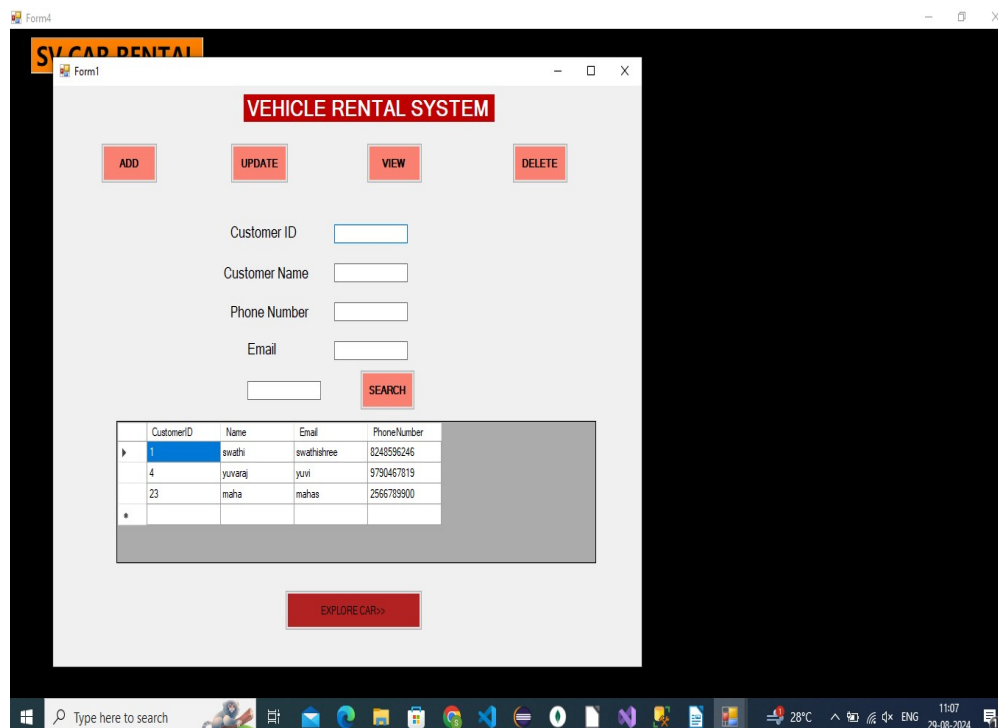 Form4
SV CAR RENTAL
Form1
VEHICLE RENTAL SYSTEM
ADD UPDATE VIEW DELETE
Customer ID
Customer Name
Phone Number
Email
SEARCH
CustomerID Name Email PhoneNumber
1 swathi swathishree 8248596246
4 yuvaraj yuvi 9790467819
23 maha mahas 2566789900
EXPLORE CAR>>
Type here to search
28°C
ENG
11:07
29-08-2024